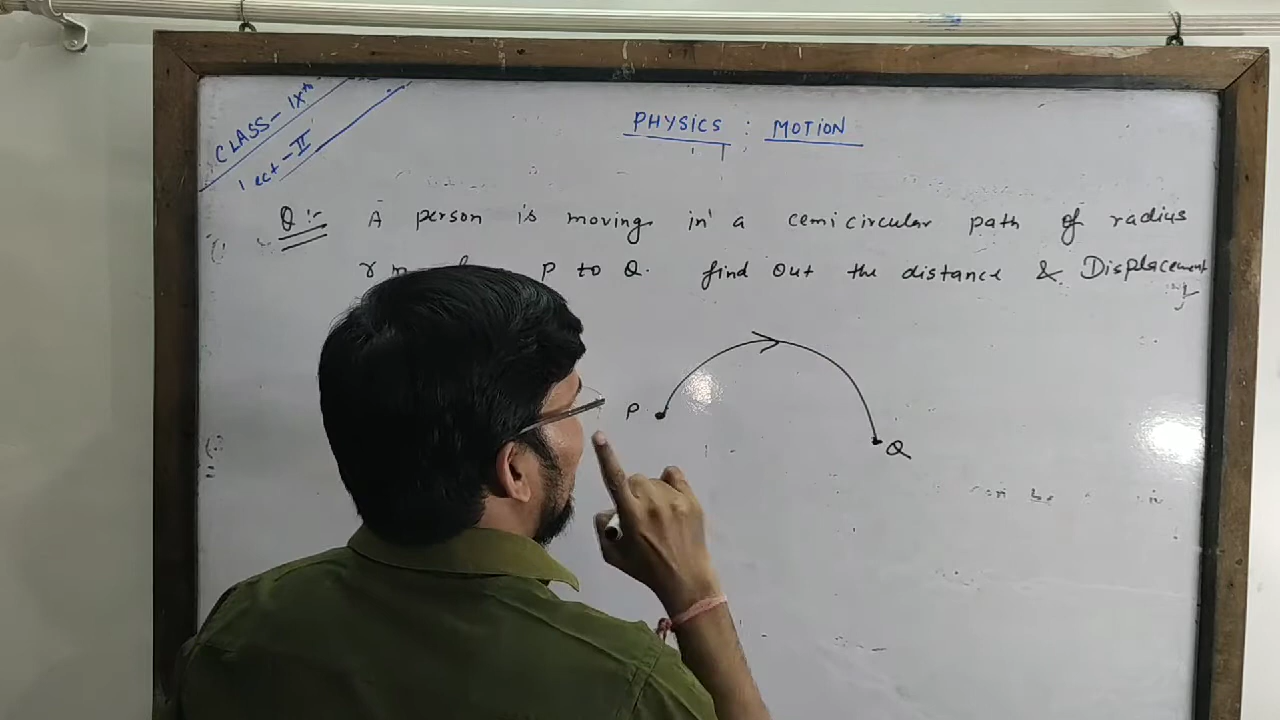 CLASS - IXth
Lect - II
PHYSICS : MOTION
Q :- A person is moving in a cemicircular path of radius
r m P to Q. find out the distance & Displacement
P
Q